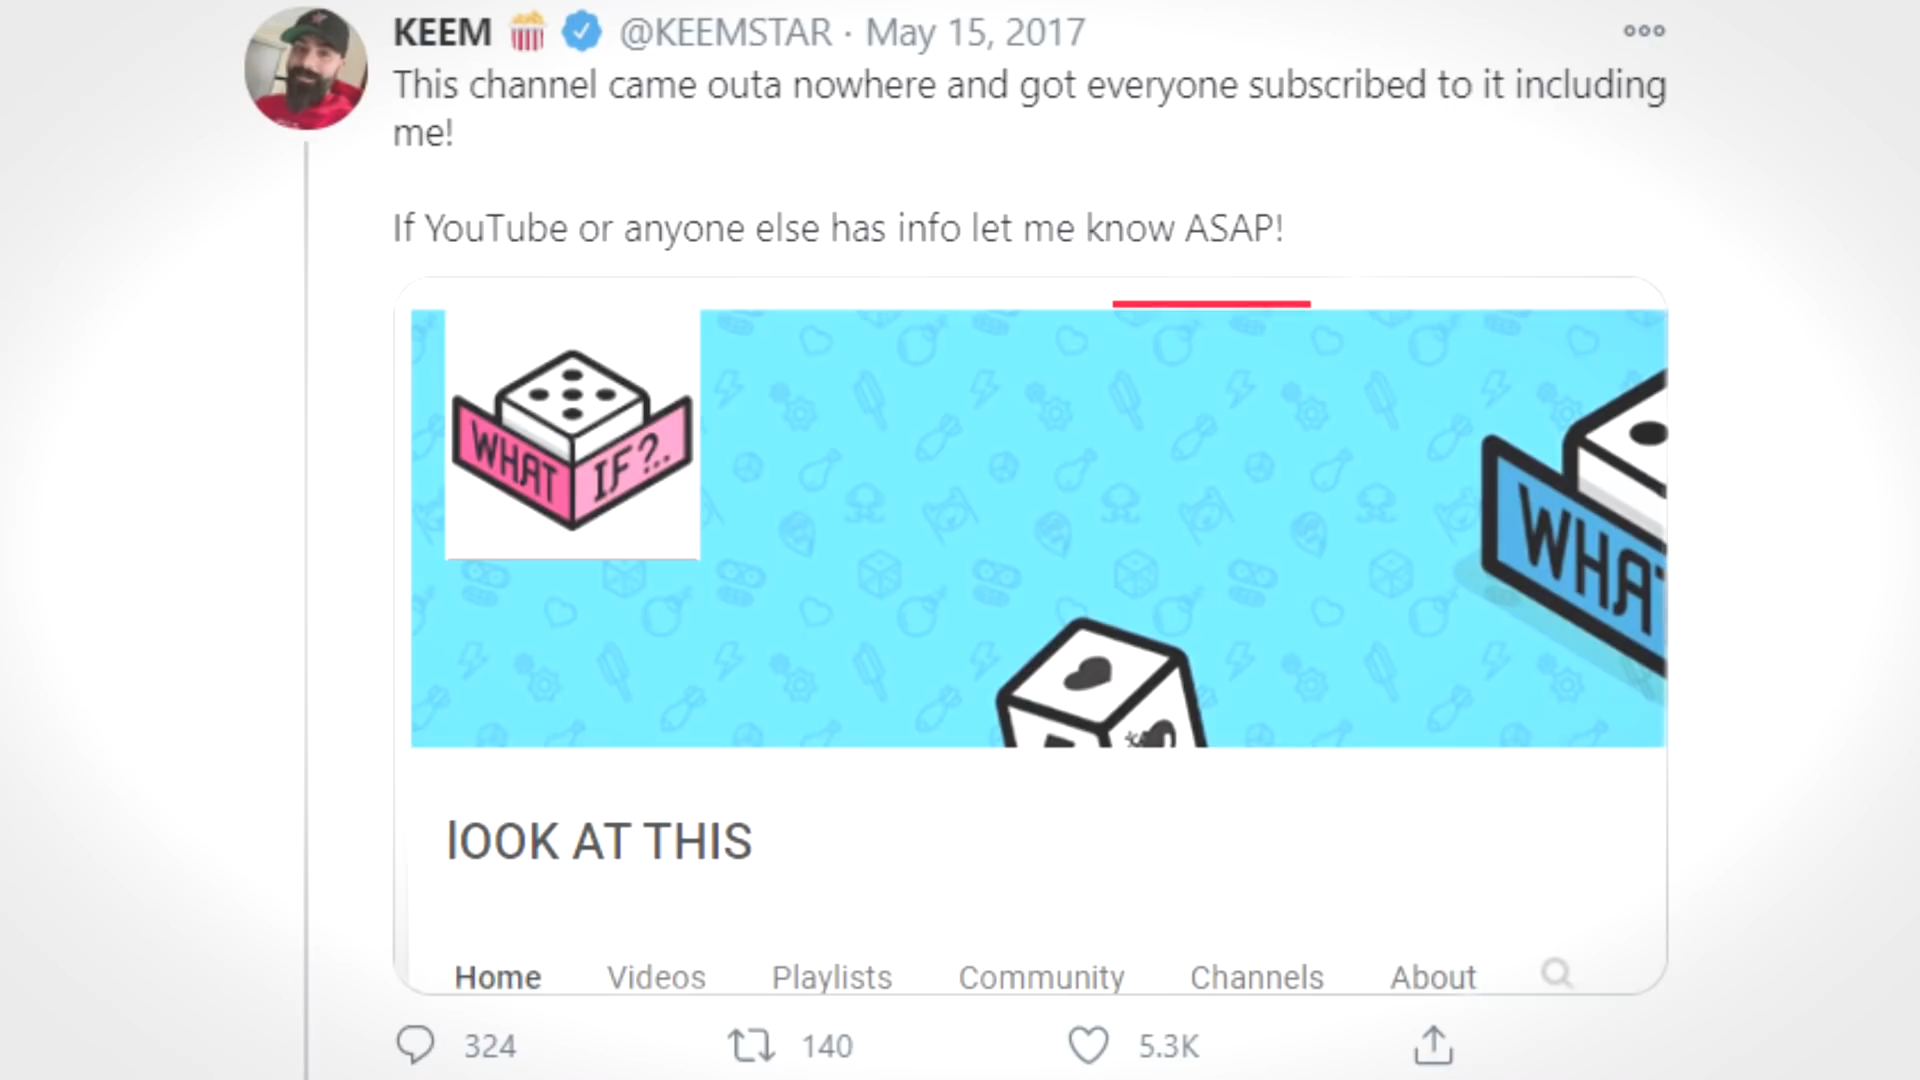 KEEM 🍿 @KEEMSTAR · May 15, 2017
This channel came outa nowhere and got everyone subscribed to it including
me!
If YouTube or anyone else has info let me know ASAP!
WHAT IF?..
WHAT
lOOK AT THIS
Home Videos Playlists Community Channels About
324 140 5.3K